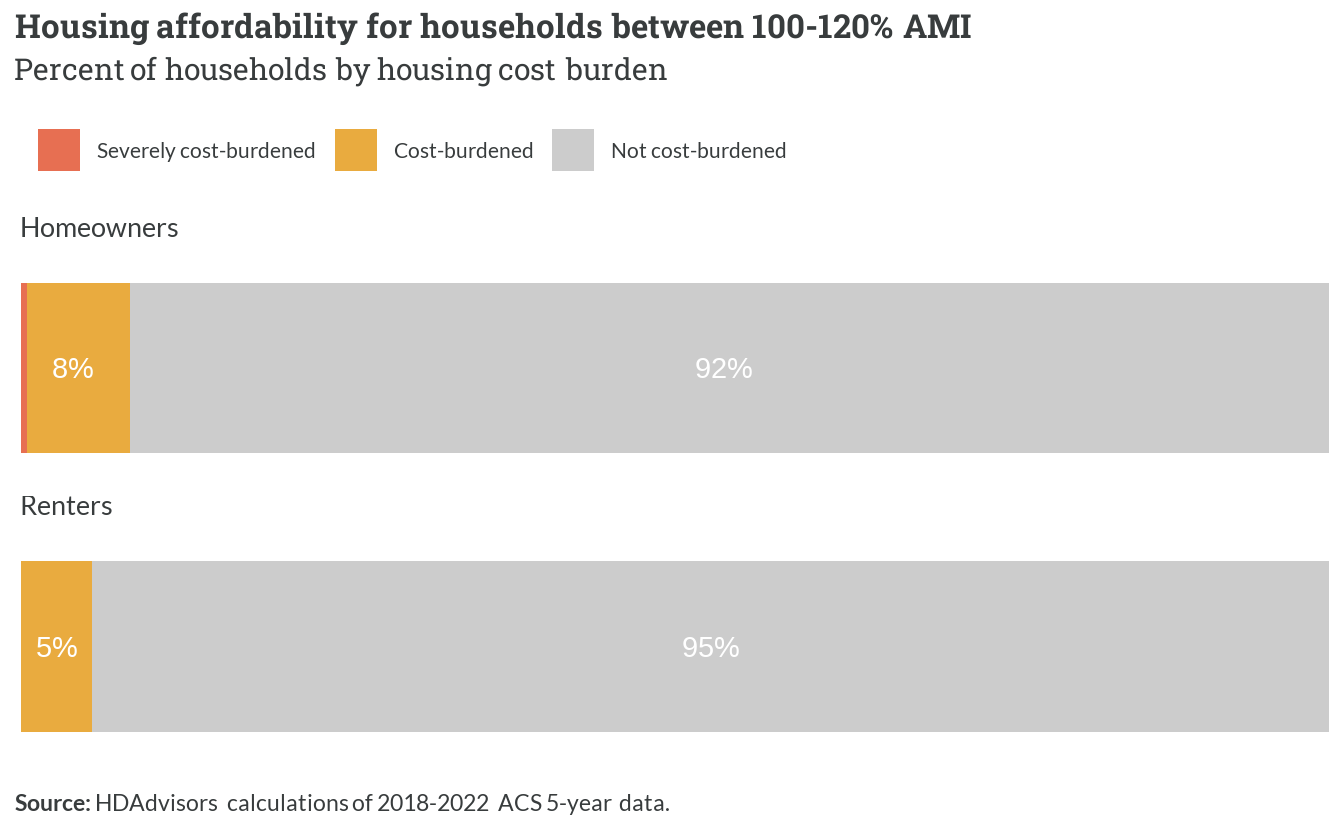 Housing affordability for households between 100-120% AMI
Percent of households by housing cost burden
Severely cost-burdened Cost-burdened Not cost-burdened
Homeowners
8% 92%
Renters
5% 95%
Source: HDAdvisors calculations of 2018-2022 ACS 5-year data.